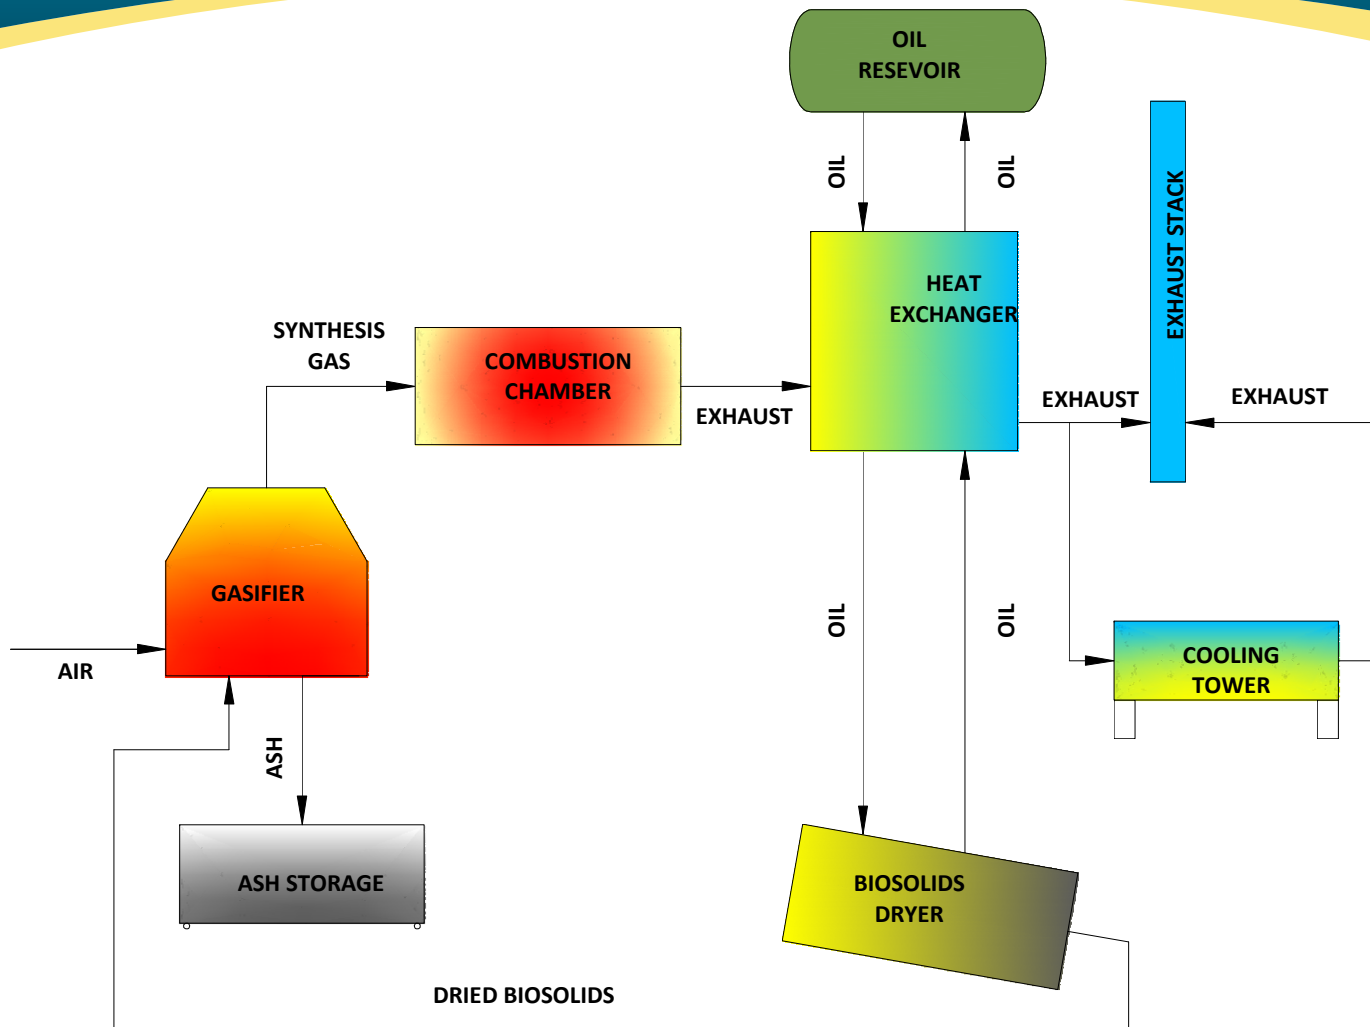 OIL
RESEVOIR
OIL
OIL
EXHAUST STACK
HEAT
EXCHANGER
SYNTHESIS
GAS
COMBUSTION
CHAMBER
EXHAUST
EXHAUST
EXHAUST
GASIFIER
AIR
OIL
OIL
COOLING
TOWER
ASH
ASH STORAGE
BIOSOLIDS
DRYER
DRIED BIOSOLIDS